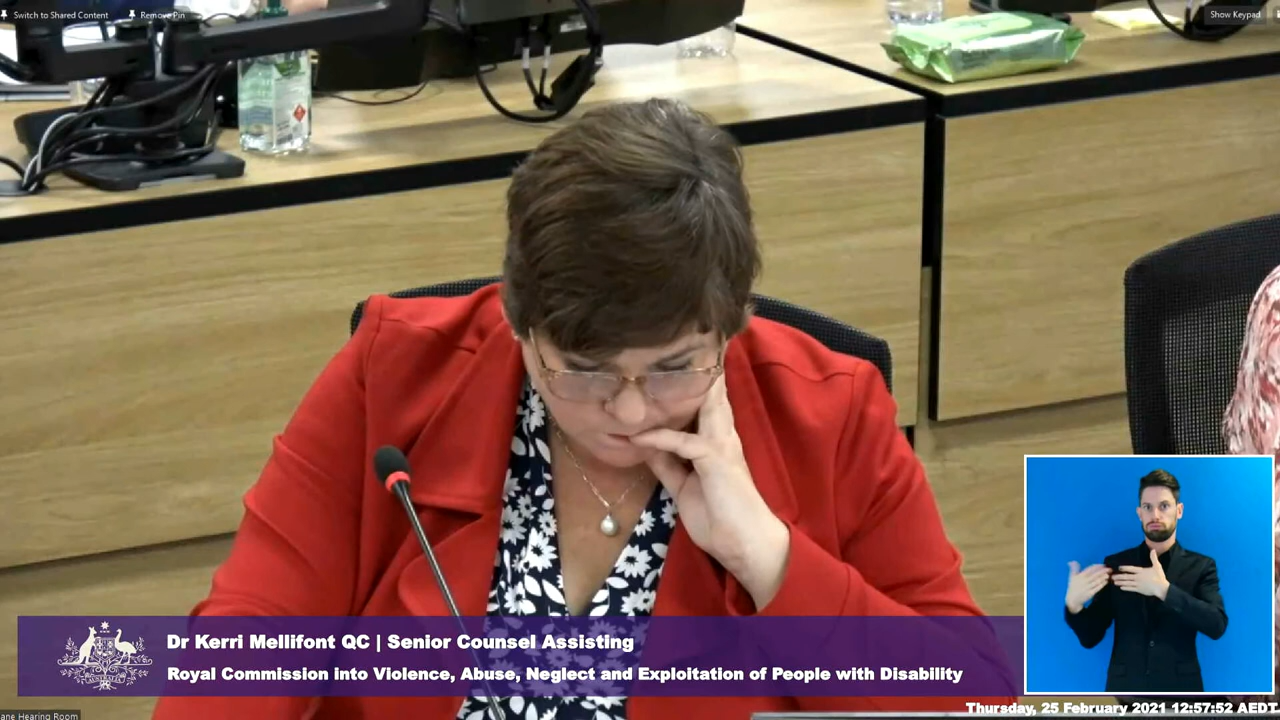 Switch to Shared Content
Remove Pin
Show Keypad
Dr Kerri Mellifont QC | Senior Counsel Assisting
Royal Commission into Violence, Abuse, Neglect and Exploitation of People with Disability
ane Hearing Room
Thursday, 25 February 2021 12:57:52 AEDT